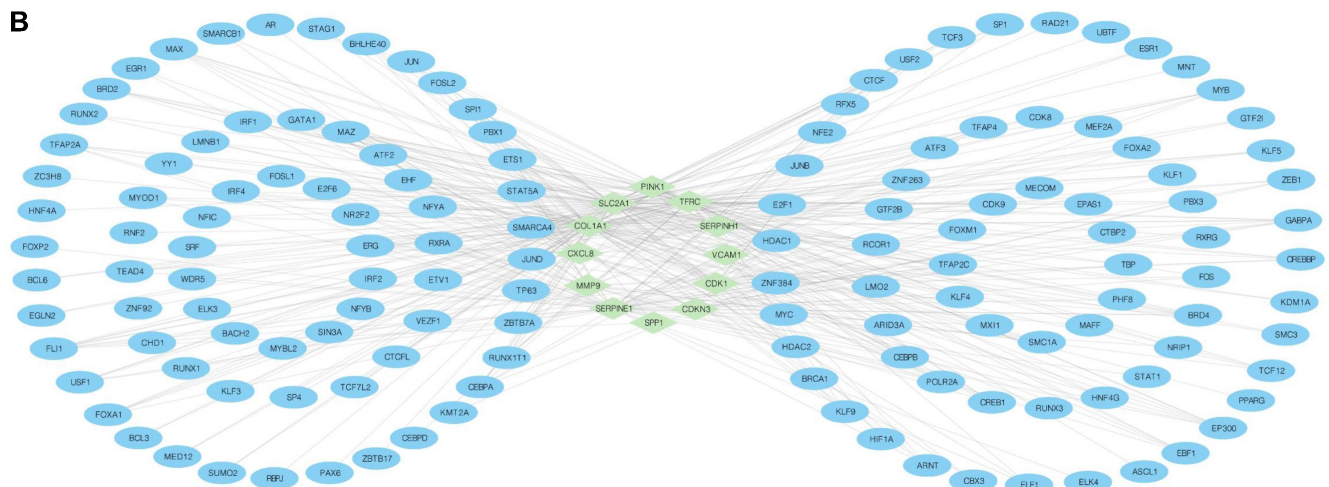 B
AR
STAG1
SMARCB1
BHLHE40
MAX
JUN
EGR1
FOSL2
BRD2
SPI1
RUNX2
IRF1
GATA1
MAZ
PBX1
TFAP2A
LMNB1
ATF2
ETS1
YY1
ZC3H8
FOSL1
E2F6
EHF
STAT5A
MYOD1
IRF4
HNF4A
NFIC
NR2F2
NFYA
SMARCA4
RNF2
SRF
ERG
RXRA
FOXP2
JUND
BCL6
TEAD4
WDR5
IRF2
ETV1
TP63
EGLN2
ZNF92
ELK3
NFYB
VEZF1
ZBTB7A
FLI1
CHD1
BACH2
SIN3A
MYBL2
CTCFL
RUNX1T1
USF1
RUNX1
KLF3
SP4
TCF7L2
CEBPA
FOXA1
KMT2A
BCL3
CEBPD
MED12
ZBTB17
SUMO2
RBPJ
PAX6
PINK1
SLC2A1
TFRC
COL1A1
SERPINH1
CXCL8
VCAM1
MMP9
CDK1
SERPINE1
CDKN3
SPP1
SP1
RAD21
TCF3
UBTF
USF2
ESR1
CTCF
MNT
RFX5
MYB
NFE2
TFAP4
CDK8
MEF2A
GTF2I
ATF3
FOXA2
KLF5
JUNB
ZNF263
KLF1
ZEB1
E2F1
GTF2B
CDK9
MECOM
EPAS1
PBX3
GABPA
HDAC1
RCOR1
FOXM1
CTBP2
RXRG
CREBBP
TFAP2C
TBP
FOS
ZNF384
LMO2
KLF4
PHF8
KDM1A
MYC
ARID3A
MXI1
MAFF
BRD4
SMC3
HDAC2
CEBPB
SMC1A
NRIP1
TCF12
BRCA1
POLR2A
STAT1
PPARG
KLF9
CREB1
RUNX3
HNF4G
EP300
HIF1A
EBF1
ARNT
ASCL1
CBX3
ELF1
ELK4